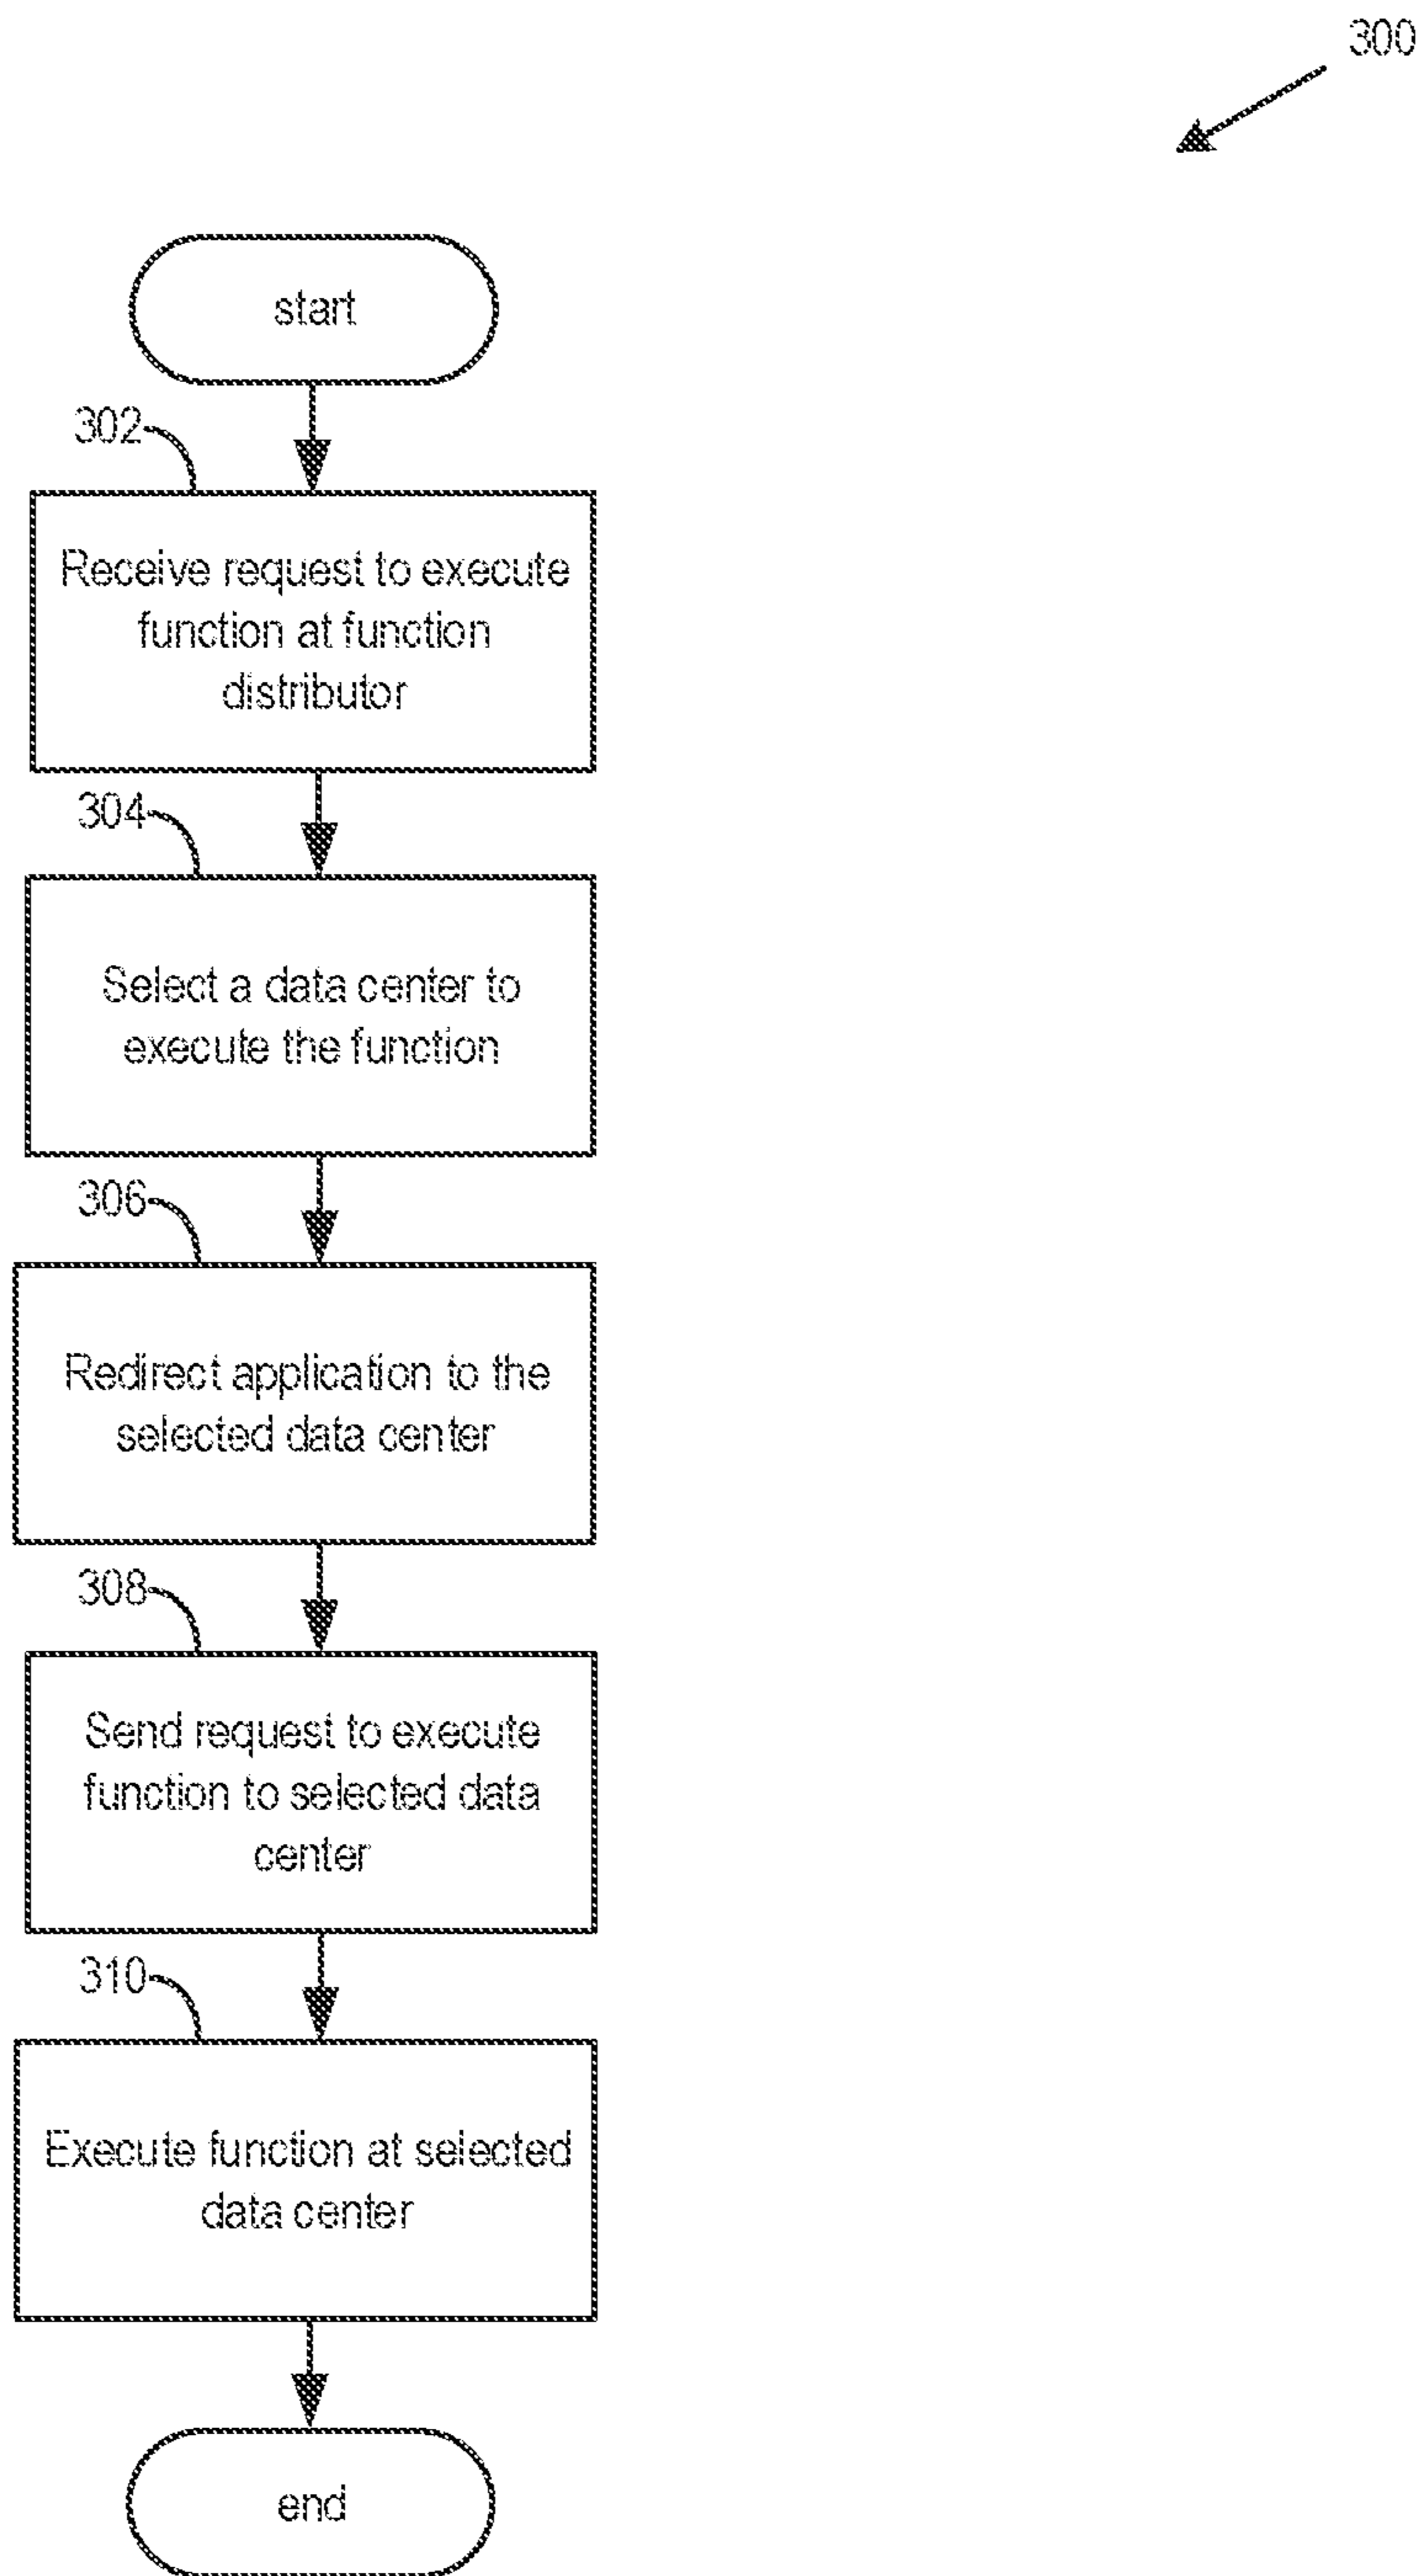 300
start
302
Receive request to execute
function at function
distributor
304
Select a data center to
execute the function
306
Redirect application to the
selected data center
308
Send request to execute
function to selected data
center
310
Execute function at selected
data center
end